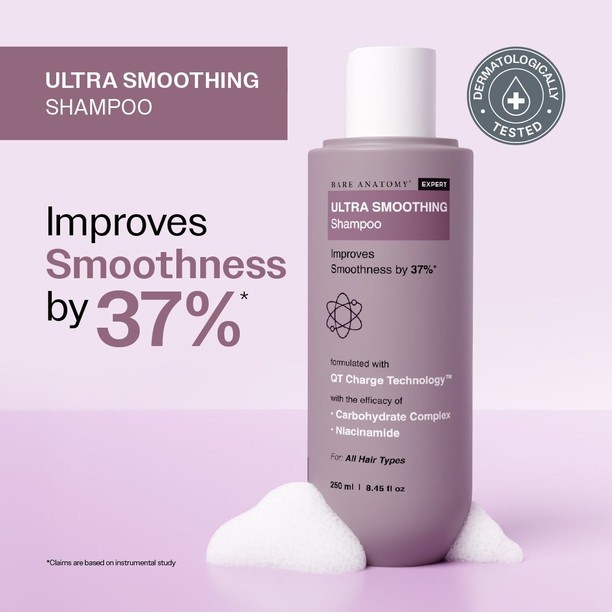 ULTRA SMOOTHING
SHAMPOO
DERMATOLOGICALLY
• TESTED •
Improves
Smoothness
by 37%*
BARE ANATOMY® EXPERT
ULTRA SMOOTHING
Shampoo
Improves
Smoothness by 37%*
formulated with
QT Charge Technology™
with the efficacy of
• Carbohydrate Complex
• Niacinamide
For: All Hair Types
250 ml | 8.45 fl oz
*Claims are based on instrumental study